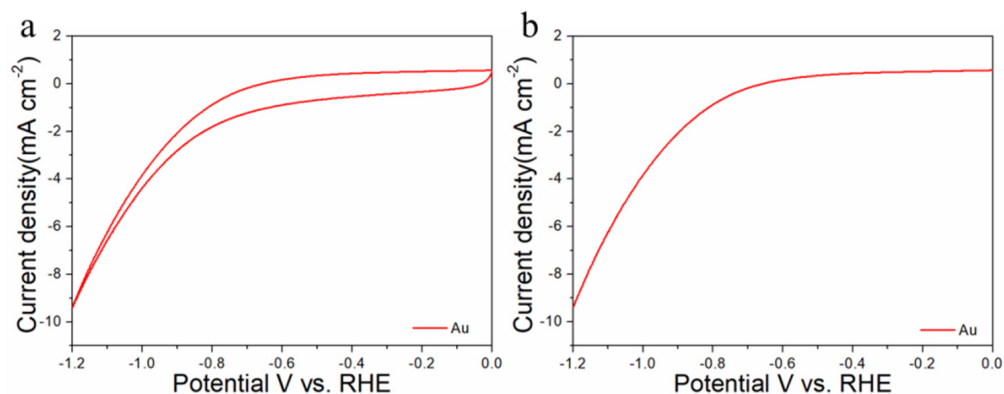 a
Current density(mA cm-2)
2
0
-2
-4
-6
-8
-10
-1.2 -1.0 -0.8 -0.6 -0.4 -0.2 0.0
Potential V vs. RHE
Au
b
Current density(mA cm-2)
2
0
-2
-4
-6
-8
-10
-1.2 -1.0 -0.8 -0.6 -0.4 -0.2 0.0
Potential V vs. RHE
Au